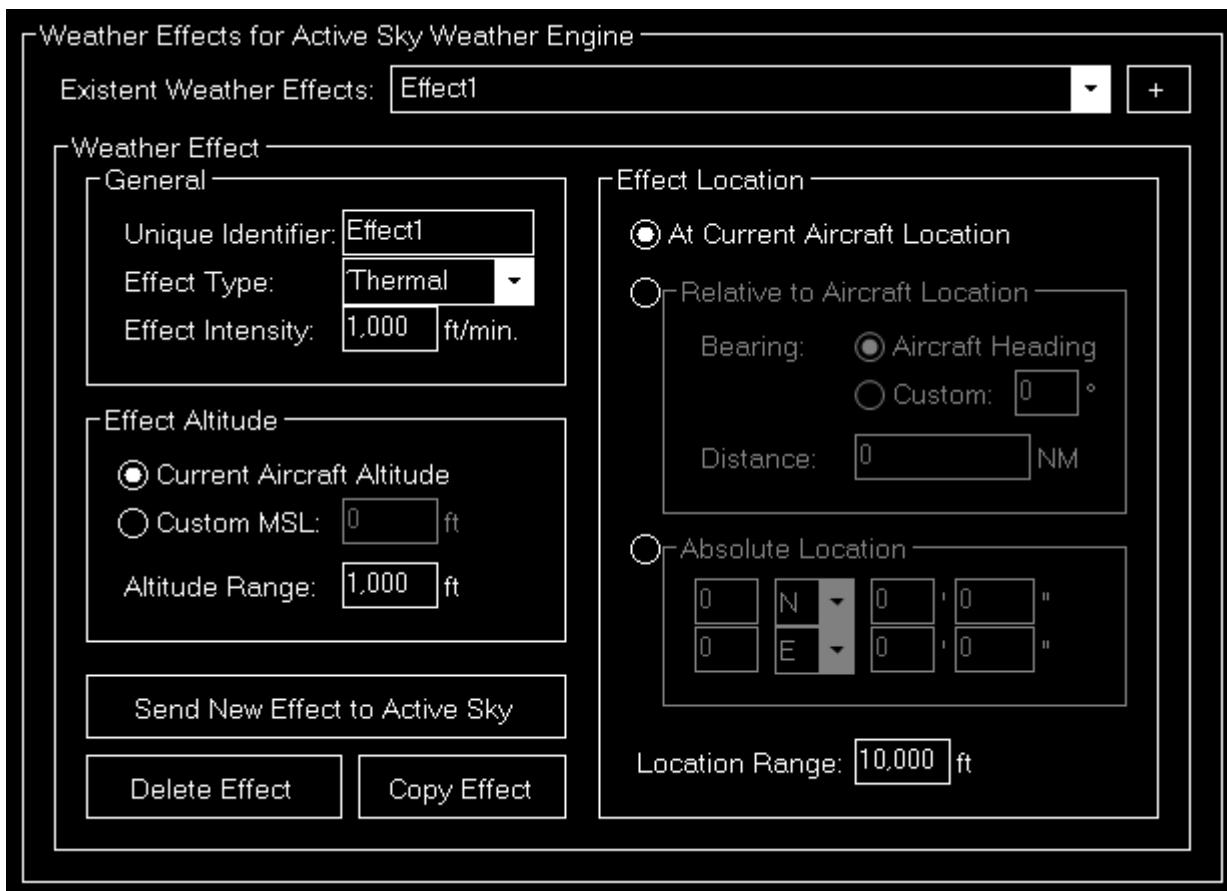 Weather Effects for Active Sky Weather Engine
Existent Weather Effects: Effect1 +
Weather Effect
General
Unique Identifier: Effect1
Effect Type: Thermal
Effect Intensity: 1,000 ft/min.
Effect Altitude
Current Aircraft Altitude
Custom MSL: 0 ft
Altitude Range: 1,000 ft
Send New Effect to Active Sky
Delete Effect Copy Effect
Effect Location
At Current Aircraft Location
Relative to Aircraft Location
Bearing: Aircraft Heading
Custom: 0 °
Distance: 0 NM
Absolute Location
0 N 0 ' 0 "
0 E 0 ' 0 "
Location Range: 10,000 ft